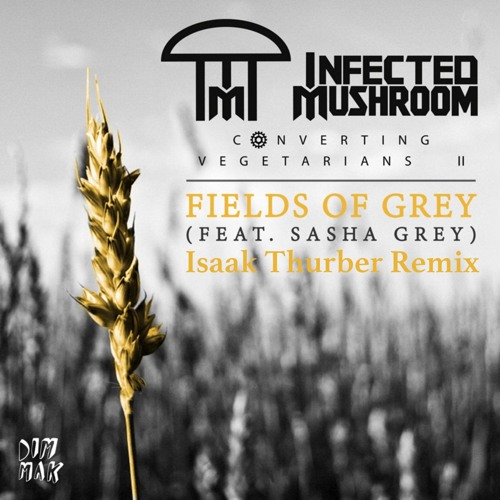 INFECTED
MUSHROOM
CONVERTING
VEGETARIANS II
FIELDS OF GREY
(FEAT. SASHA GREY)
Isaak Thurber Remix
DIM
MAK